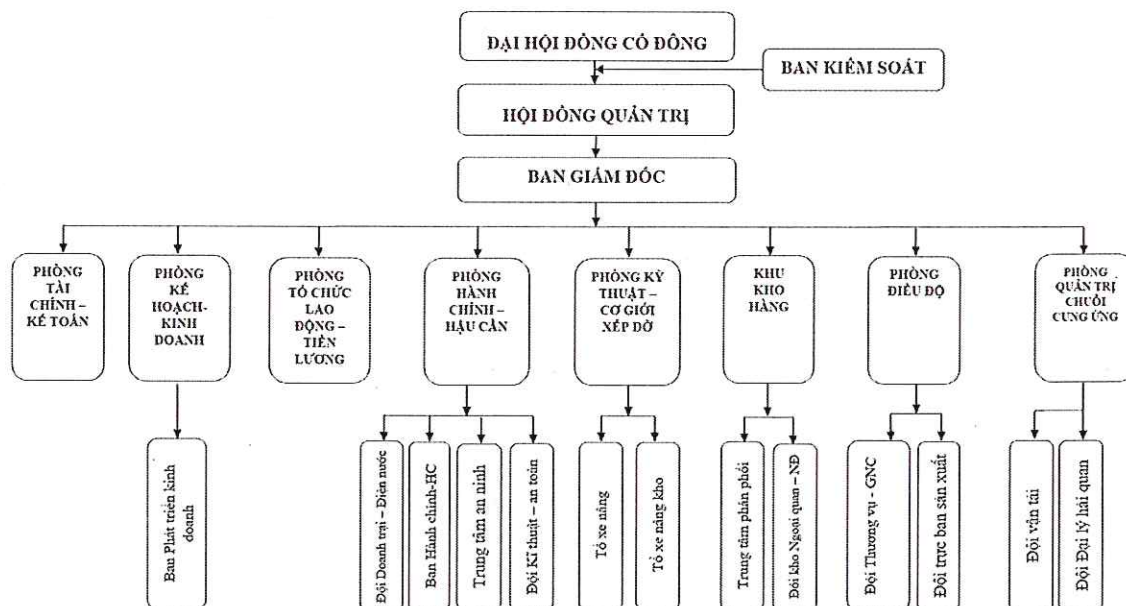 ĐẠI HỘI ĐỒNG CỔ ĐÔNG
BAN KIỂM SOÁT
HỘI ĐỒNG QUẢN TRỊ
BAN GIÁM ĐỐC
PHÒNG
TÀI
CHÍNH –
KẾ TOÁN
PHÒNG
KẾ
HOẠCH-
KINH
DOANH
PHÒNG
TỔ CHỨC
LAO
ĐỘNG –
TIỀN
LƯƠNG
PHÒNG
HÀNH
CHÍNH –
HẬU CẦN
PHÒNG KỸ
THUẬT –
CƠ GIỚI
XẾP DỠ
KHU
KHO
HÀNG
PHÒNG
ĐIỀU ĐỘ
PHÒNG
QUẢN TRỊ
CHUỖI
CUNG ỨNG
Ban Phát triển kinh
doanh
Đội Doanh trại – Điện nước
Ban Hành chính-HC
Trung tâm an ninh
Đội Kĩ thuật – an toàn
Tổ xe nâng
Tổ xe nâng kho
Trung tâm phân phối
Đội kho Ngoại quan – NĐ
Đội Thương vụ - GNC
Đội trực ban sản xuất
Đội vận tải
Đội Đại lý hải quan